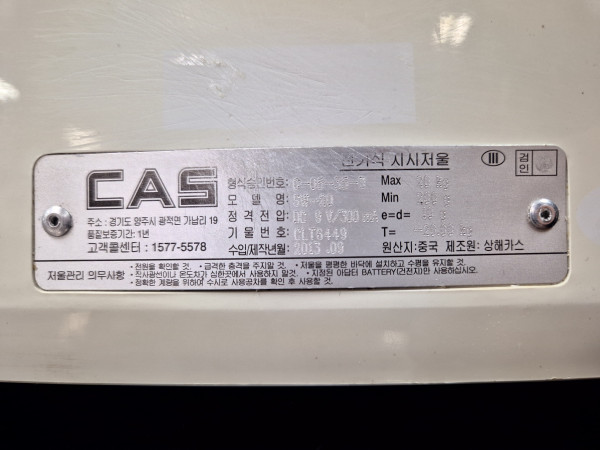 전기식 지시저울
III
검인
CAS
형식승인번호:
Max
모델명:
Min
주소 : 경기도 양주시 광적면 가납리 19
정격전압:
e=d=
품질보증기간: 1년
기물번호:
T=
고객콜센터 : 1577-5578
수입/제작년월: 2013.09
원산지:중국 제조원: 상해카스
저울관리 의무사항
• 전원을 확인할 것. • 급격한 충격을 주지말 것. • 저울을 평평한 바닥에 설치하고 수평을 유지할 것.
• 직사광선이나 온도차가 심한곳에서 사용하지 말것. • 지정된 아답터 BATTERY(건전지)만 사용하십시오.
• 정확한 계량을 위하여 수시로 사용공차를 확인 후 사용할 것.